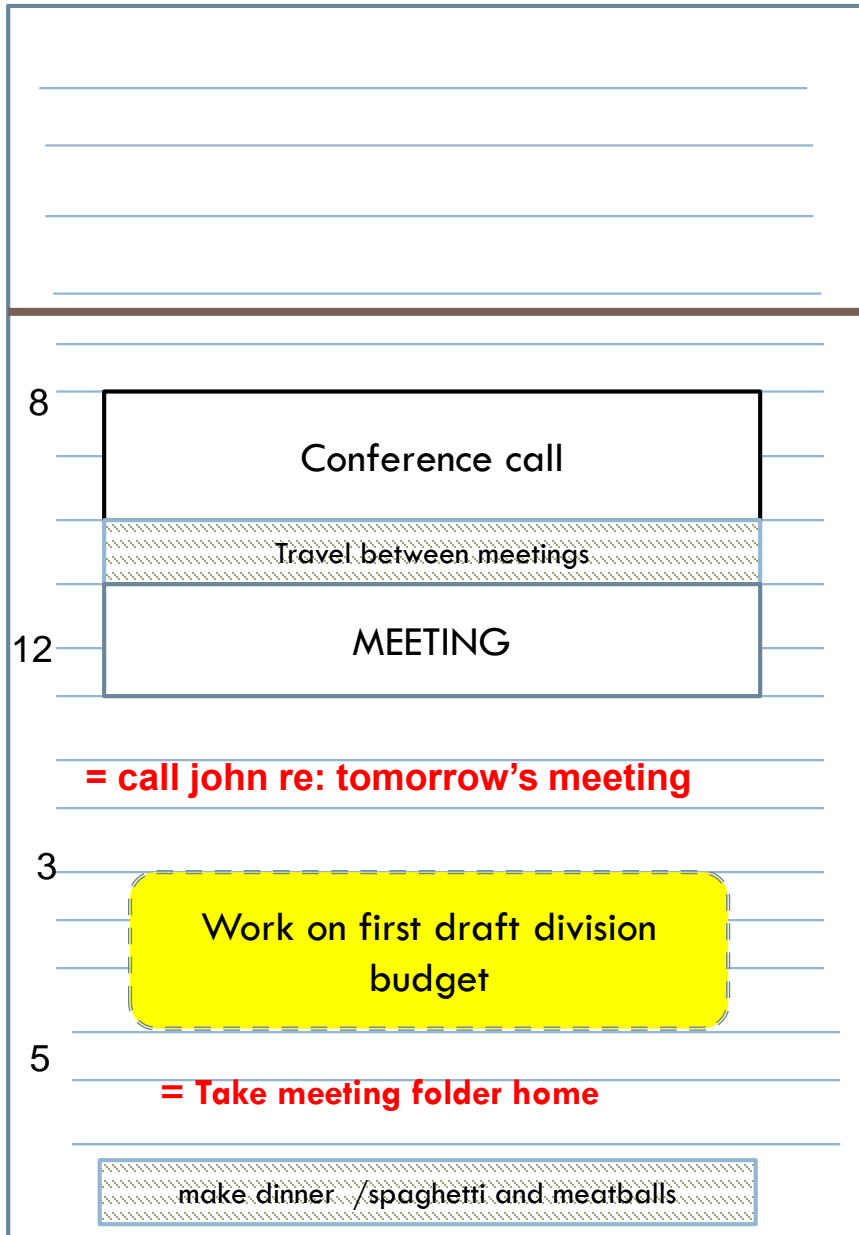 8
Conference call
Travel between meetings
12
MEETING
= call john re: tomorrow’s meeting
3
Work on first draft division
budget
5
= Take meeting folder home
make dinner /spaghetti and meatballs